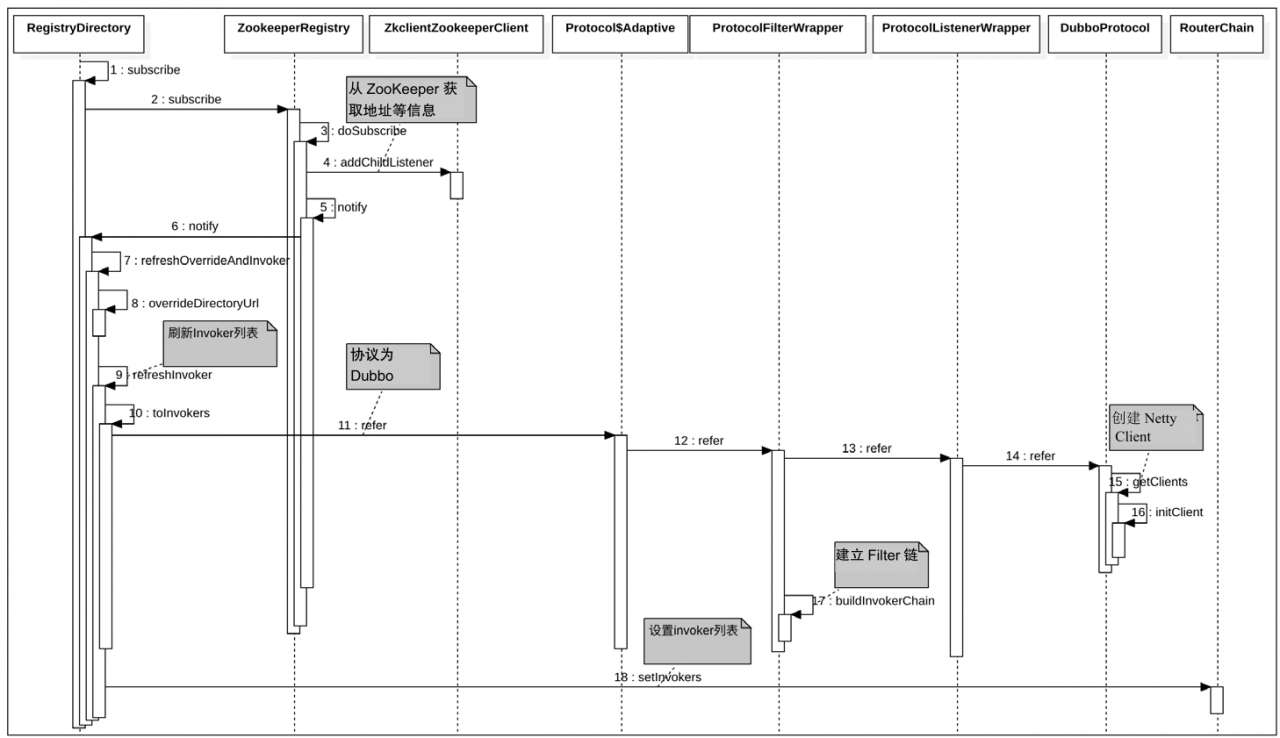 RegistryDirectory
ZookeeperRegistry
ZkclientZookeeperClient
Protocol$Adaptive
ProtocolFilterWrapper
ProtocolListenerWrapper
DubboProtocol
RouterChain
1 : subscribe
2 : subscribe
从 ZooKeeper 获
取地址等信息
3 : doSubscribe
4 : addChildListener
5 : notify
6 : notify
7 : refreshOverrideAndInvoker
8 : overrideDirectoryUrl
刷新Invoker列表
9 : refreshInvoker
协议为
Dubbo
10 : toInvokers
11 : refer
12 : refer
13 : refer
14 : refer
创建 Netty
Client
15 : getClients
16 : initClient
建立 Filter 链
17 : buildInvokerChain
设置invoker列表
18 : setInvokers